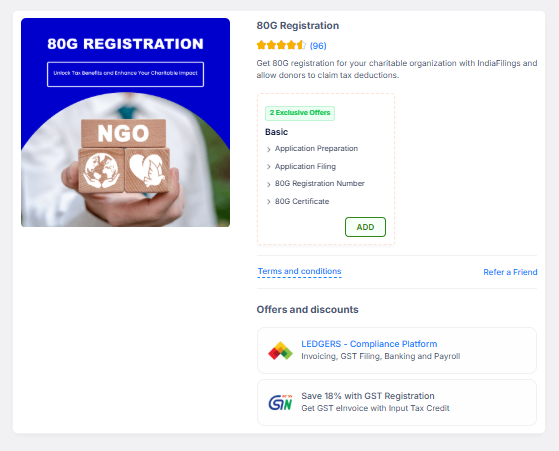 80G REGISTRATION
Unlock Tax Benefits and Enhance Your Charitable Impact
NGO
80G Registration
(96)
Get 80G registration for your charitable organization with IndiaFilings and
allow donors to claim tax deductions.
2 Exclusive Offers
Basic
Application Preparation
Application Filing
80G Registration Number
80G Certificate
ADD
Terms and conditions
Refer a Friend
Offers and discounts
LEDGERS - Compliance Platform
Invoicing, GST Filing, Banking and Payroll
Save 18% with GST Registration
Get GST eInvoice with Input Tax Credit